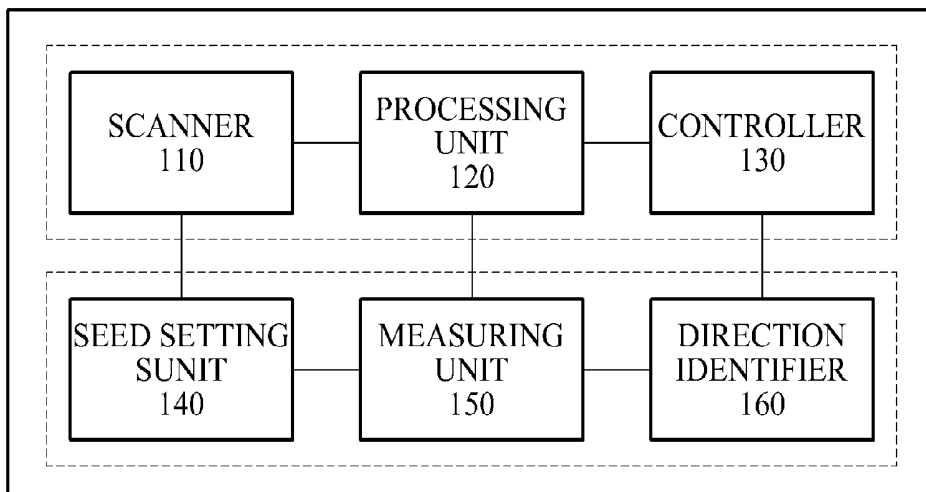 SCANNER
110
PROCESSING
UNIT
120
CONTROLLER
130
SEED SETTING
SUNIT
140
MEASURING
UNIT
150
DIRECTION
IDENTIFIER
160